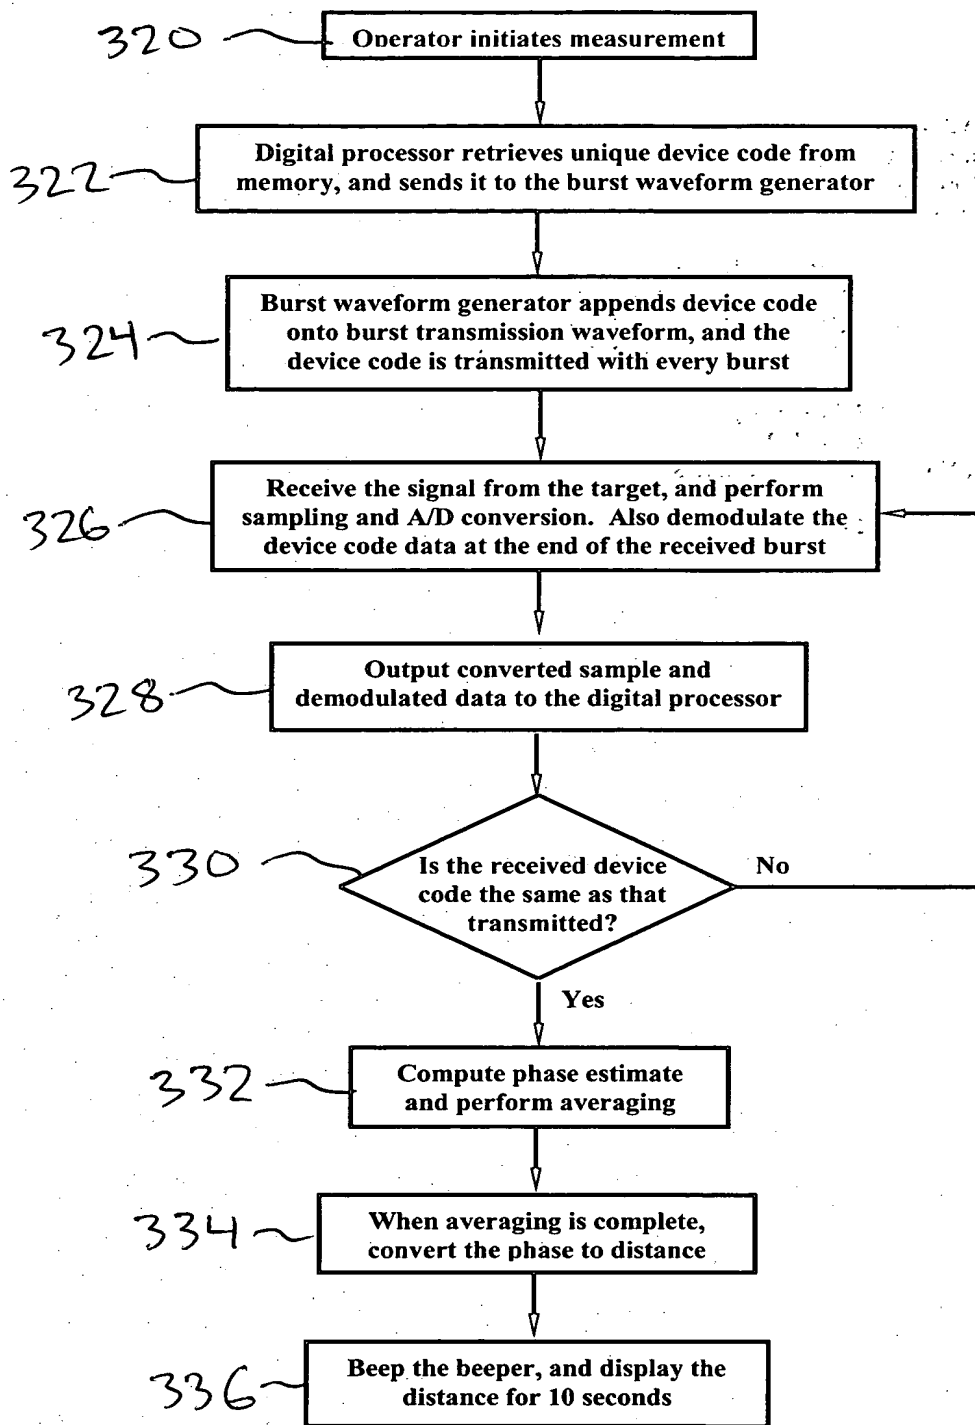 320
Operator initiates measurement
322
Digital processor retrieves unique device code from
memory, and sends it to the burst waveform generator
324
Burst waveform generator appends device code
onto burst transmission waveform, and the
device code is transmitted with every burst
326
Receive the signal from the target, and perform
sampling and A/D conversion. Also demodulate the
device code data at the end of the received burst
328
Output converted sample and
demodulated data to the digital processor
330
Is the received device
code the same as that
transmitted?
No
Yes
332
Compute phase estimate
and perform averaging
334
When averaging is complete,
convert the phase to distance
336
Beep the beeper, and display the
distance for 10 seconds